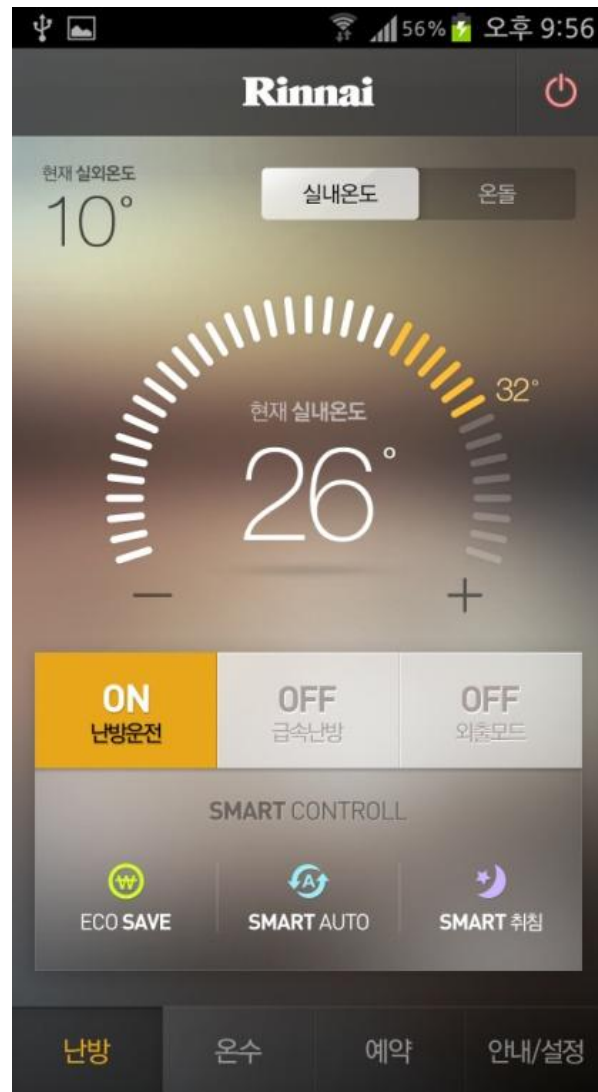 56% 오후 9:56
Rinnai
현재 실외온도
10°
실내온도 온돌
32°
현재 실내온도
26°
− +
ON OFF OFF
난방운전 급속난방 외출모드
SMART CONTROLL
ECO SAVE SMART AUTO SMART 취침
난방 온수 예약 안내/설정